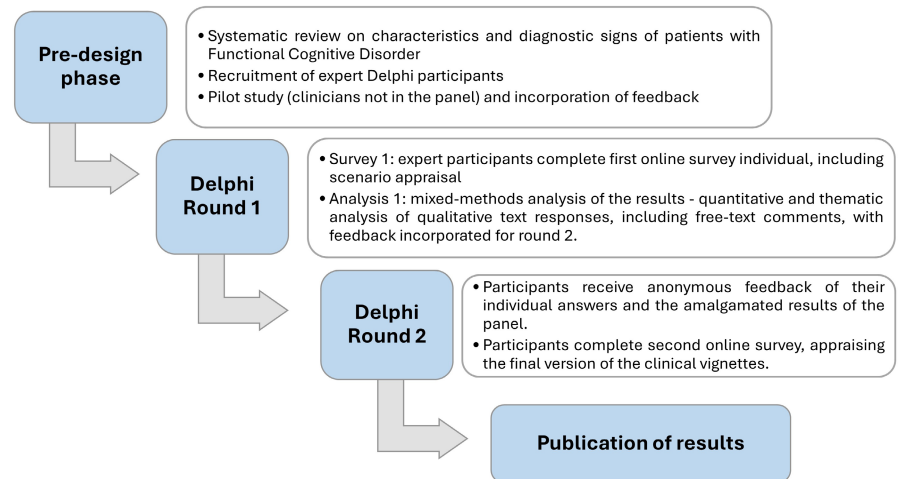 Pre-design
phase
• Systematic review on characteristics and diagnostic signs of patients with
Functional Cognitive Disorder
• Recruitment of expert Delphi participants
• Pilot study (clinicians not in the panel) and incorporation of feedback
Delphi
Round 1
• Survey 1: expert participants complete first online survey individual, including
scenario appraisal
• Analysis 1: mixed-methods analysis of the results - quantitative and thematic
analysis of qualitative text responses, including free-text comments, with
feedback incorporated for round 2.
Delphi
Round 2
• Participants receive anonymous feedback of their
individual answers and the amalgamated results of the
panel.
• Participants complete second online survey, appraising
the final version of the clinical vignettes.
Publication of results